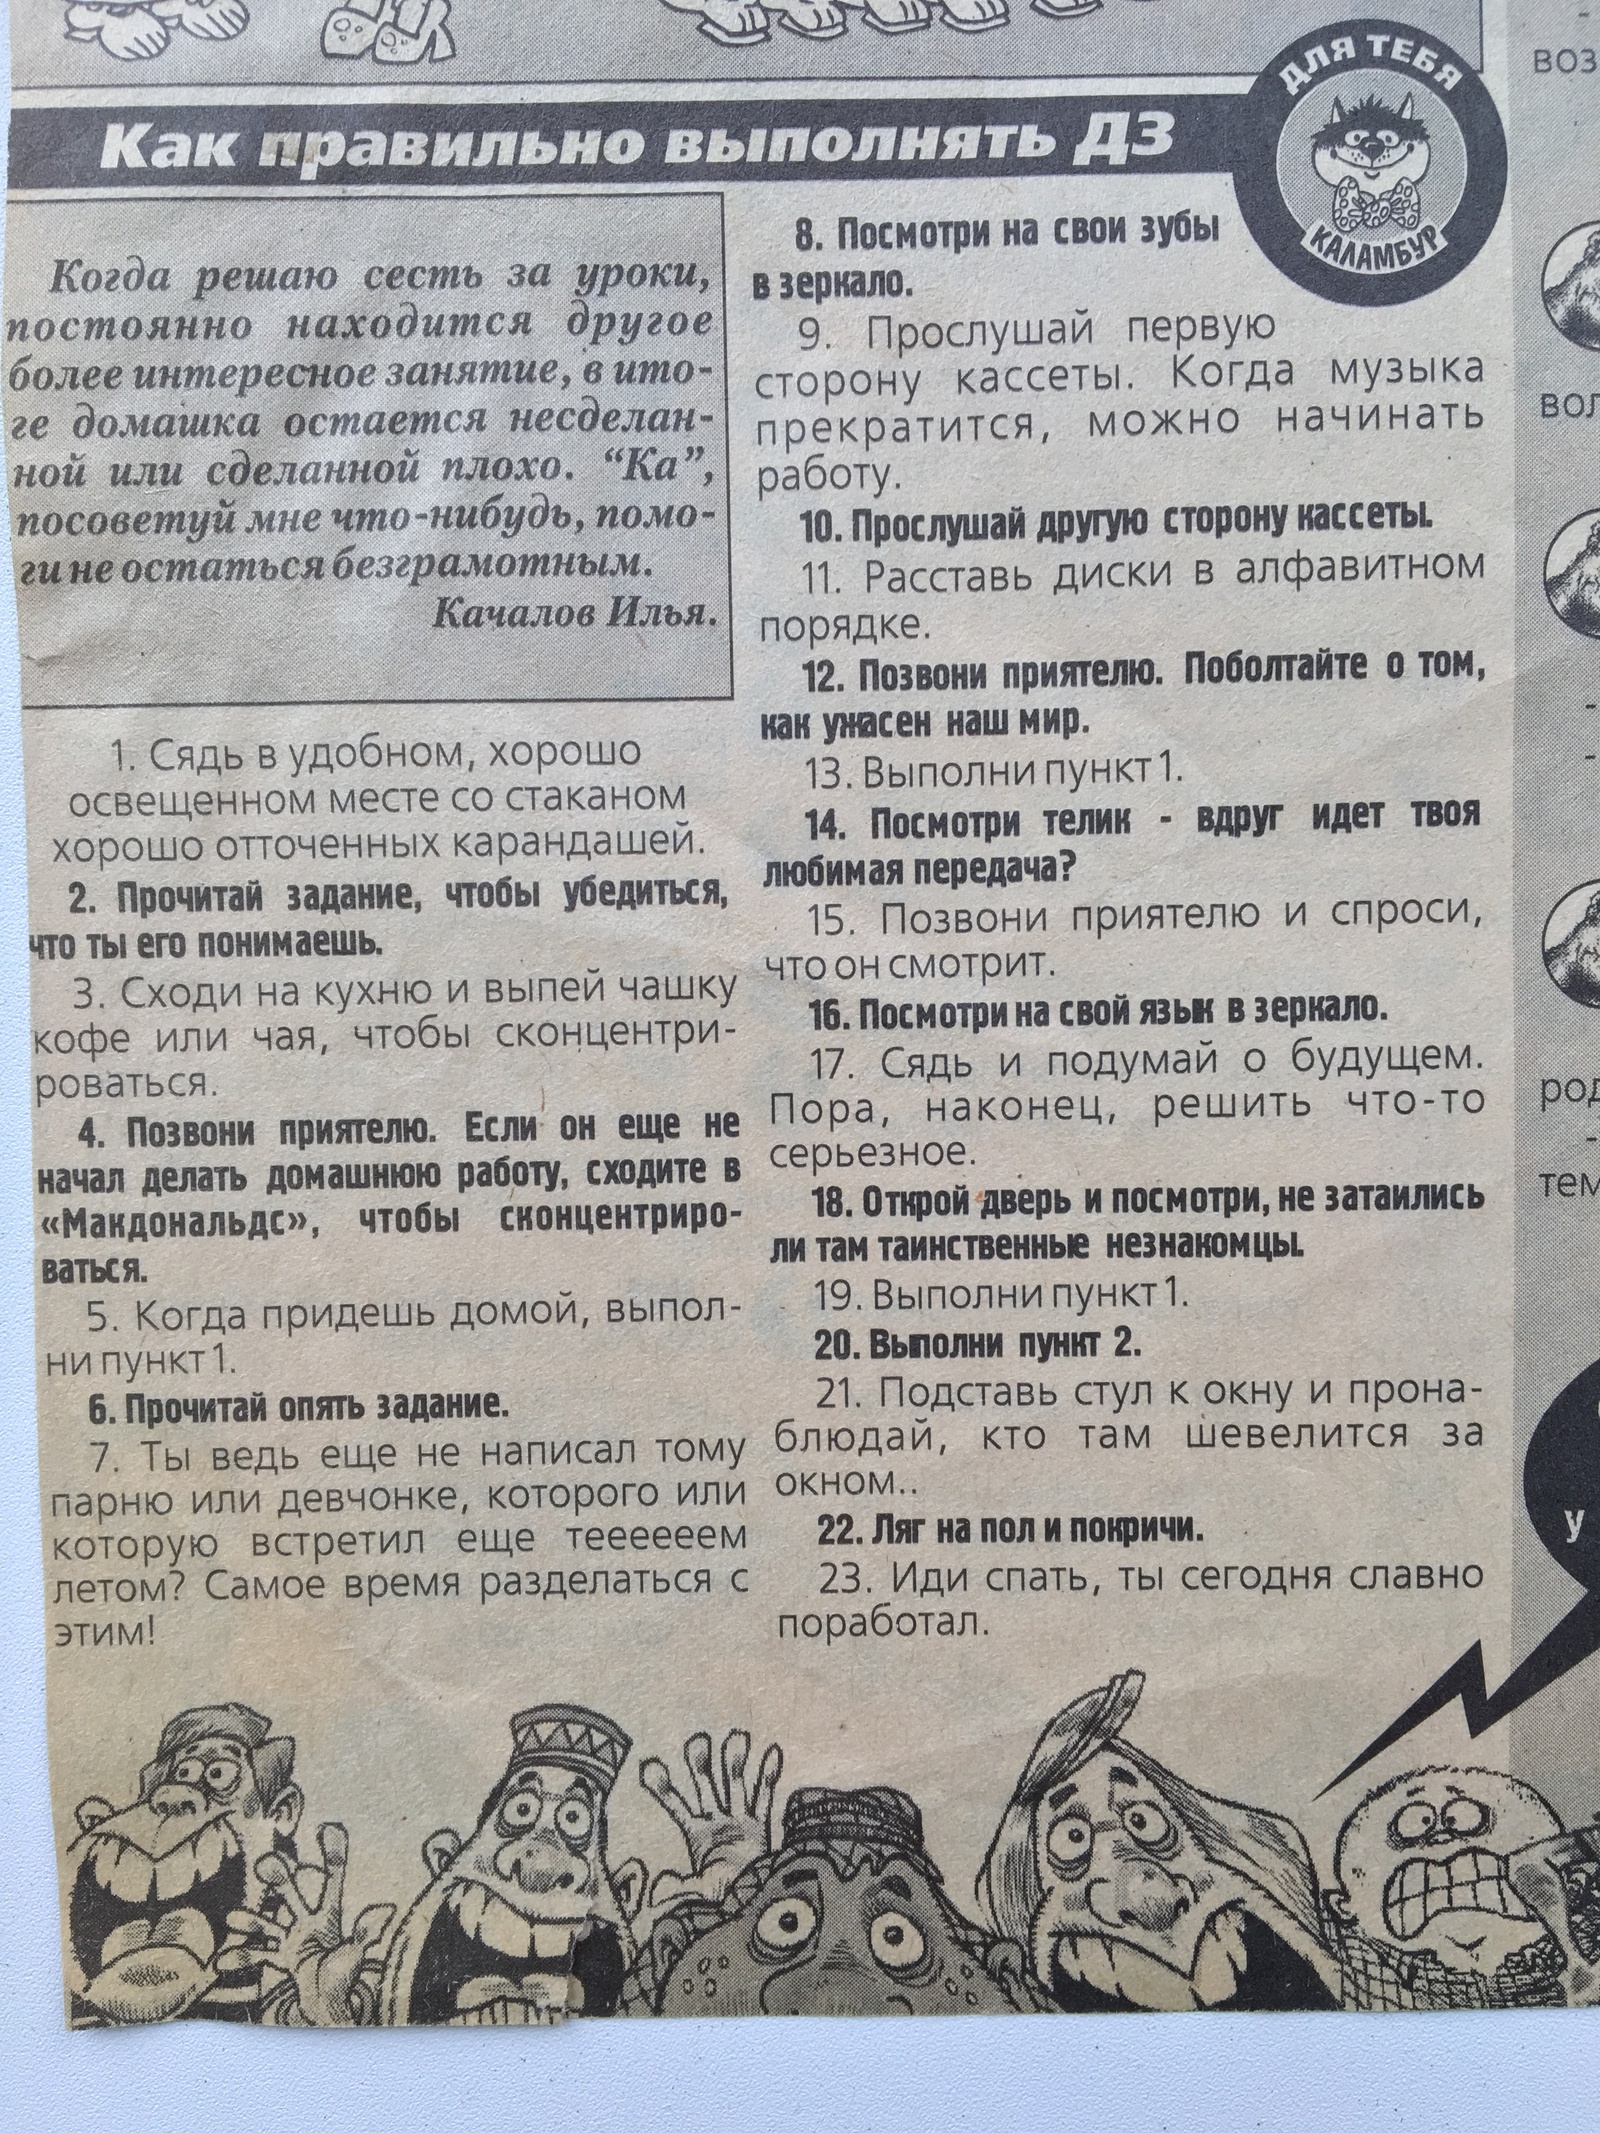 ДЛЯ ТЕБЯ
КАЛАМБУР
Как правильно выполнять ДЗ
Когда решаю сесть за уроки,
постоянно находится другое
более интересное занятие, в ито-
ге домашка остается несделан-
ной или сделанной плохо. “Ка”,
посоветуй мне что-нибудь, помо-
ги не остаться безграмотным.
Качалов Илья.
1. Сядь в удобном, хорошо
освещенном месте со стаканом
хорошо отточенных карандашей.
2. Прочитай задание, чтобы убедиться,
что ты его понимаешь.
3. Сходи на кухню и выпей чашку
кофе или чая, чтобы сконцентри-
роваться.
4. Позвони приятелю. Если он еще не
начал делать домашнюю работу, сходите в
«Макдональдс», чтобы сконцентриро-
ваться.
5. Когда придешь домой, выпол-
ни пункт 1.
6. Прочитай опять задание.
7. Ты ведь еще не написал тому
парню или девчонке, которого или
которую встретил еще теееееем
летом? Самое время разделаться с
этим!
8. Посмотри на свои зубы
в зеркало.
9. Прослушай первую
сторону кассеты. Когда музыка
прекратится, можно начинать
работу.
10. Прослушай другую сторону кассеты.
11. Расставь диски в алфавитном
порядке.
12. Позвони приятелю. Поболтайте о том,
как ужасен наш мир.
13. Выполни пункт 1.
14. Посмотри телик - вдруг идет твоя
любимая передача?
15. Позвони приятелю и спроси,
что он смотрит.
16. Посмотри на свой язык в зеркало.
17. Сядь и подумай о будущем.
Пора, наконец, решить что-то
серьезное.
18. Открой дверь и посмотри, не затаились
ли там таинственные незнакомцы.
19. Выполни пункт 1.
20. Выполни пункт 2.
21. Подставь стул к окну и прона-
блюдай, кто там шевелится за
окном..
22. Ляг на пол и покричи.
23. Иди спать, ты сегодня славно
поработал.